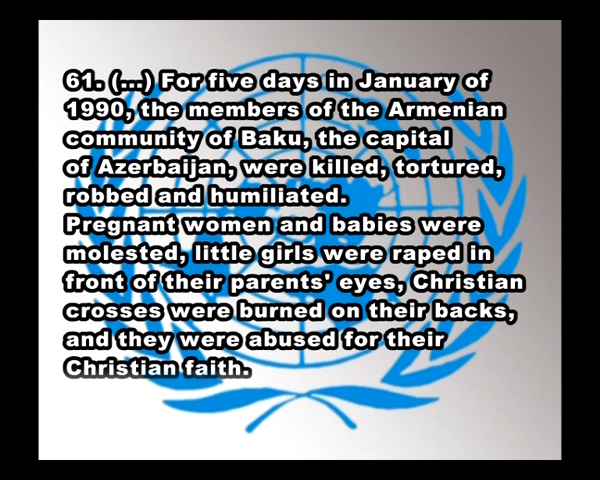 61. (...) For five days in January of
1990, the members of the Armenian
community of Baku, the capital
of Azerbaijan, were killed, tortured,
robbed and humiliated.
Pregnant women and babies were
molested, little girls were raped in
front of their parents' eyes, Christian
crosses were burned on their backs,
and they were abused for their
Christian faith.